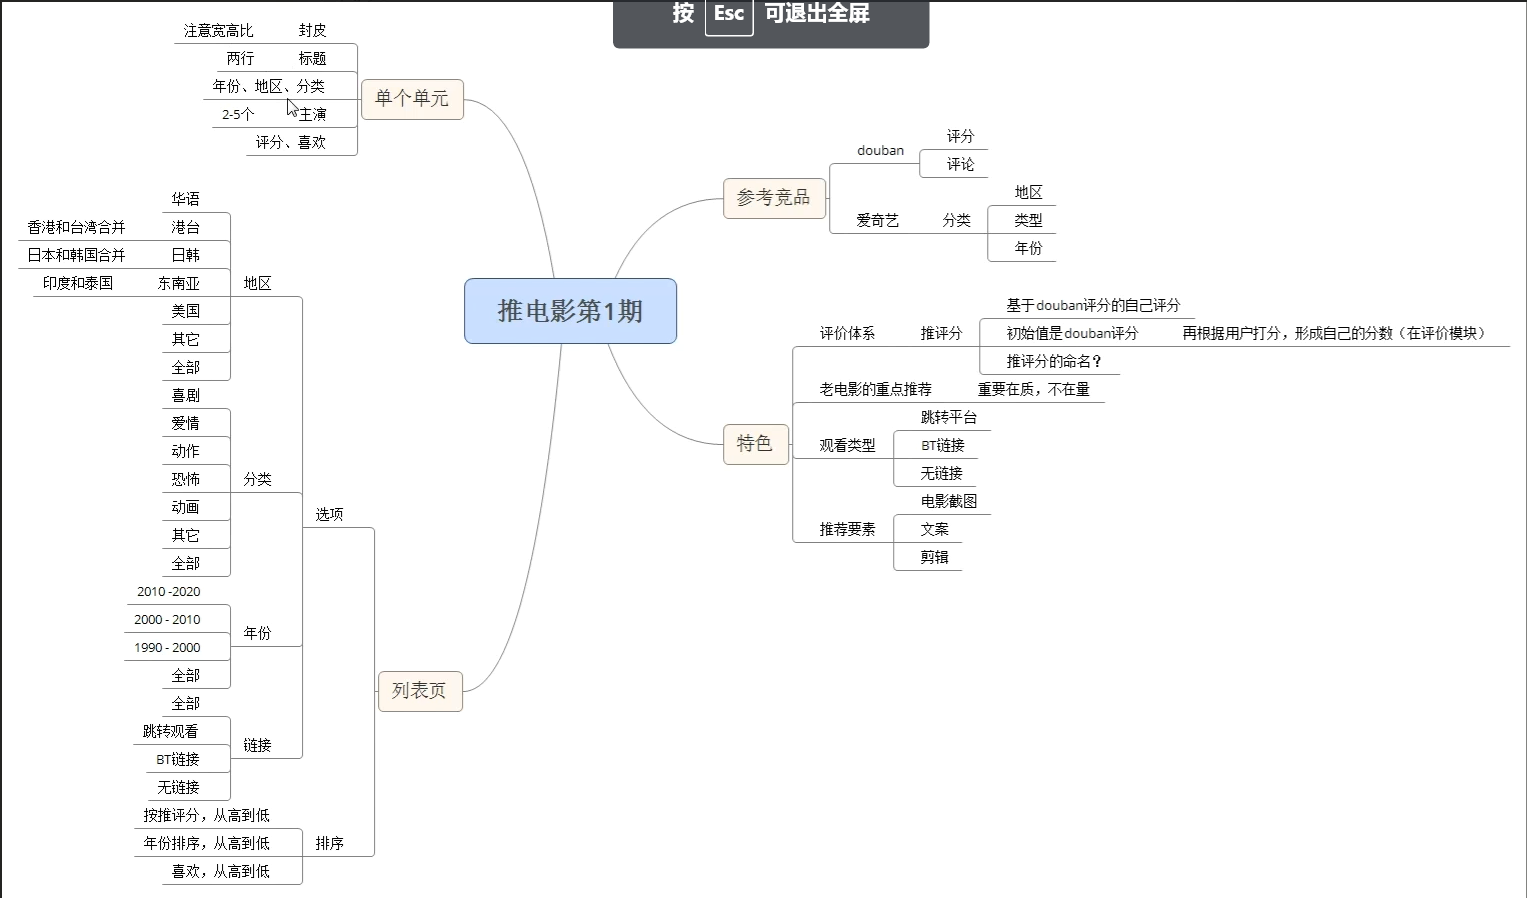 按 Esc 可退出全屏
推电影第1期
单个单元
注意宽高比 封皮
两行 标题
年份、地区、分类
2-5个 主演
评分、喜欢
参考竞品
douban
评分
评论
爱奇艺 分类
地区
类型
年份
特色
评价体系 推评分
基于douban评分的自己评分
初始值是douban评分 再根据用户打分，形成自己的分数（在评价模块）
推评分的命名？
老电影的重点推荐 重要在质，不在量
观看类型
跳转平台
BT链接
无链接
推荐要素
电影截图
文案
剪辑
列表页
选项
地区
华语
香港和台湾合并 港台
日本和韩国合并 日韩
印度和泰国 东南亚
美国
其它
全部
分类
喜剧
爱情
动作
恐怖
动画
其它
全部
年份
2010 -2020
2000 - 2010
1990 - 2000
全部
链接
全部
跳转观看
BT链接
无链接
排序
按推评分，从高到低
年份排序，从高到低
喜欢，从高到低